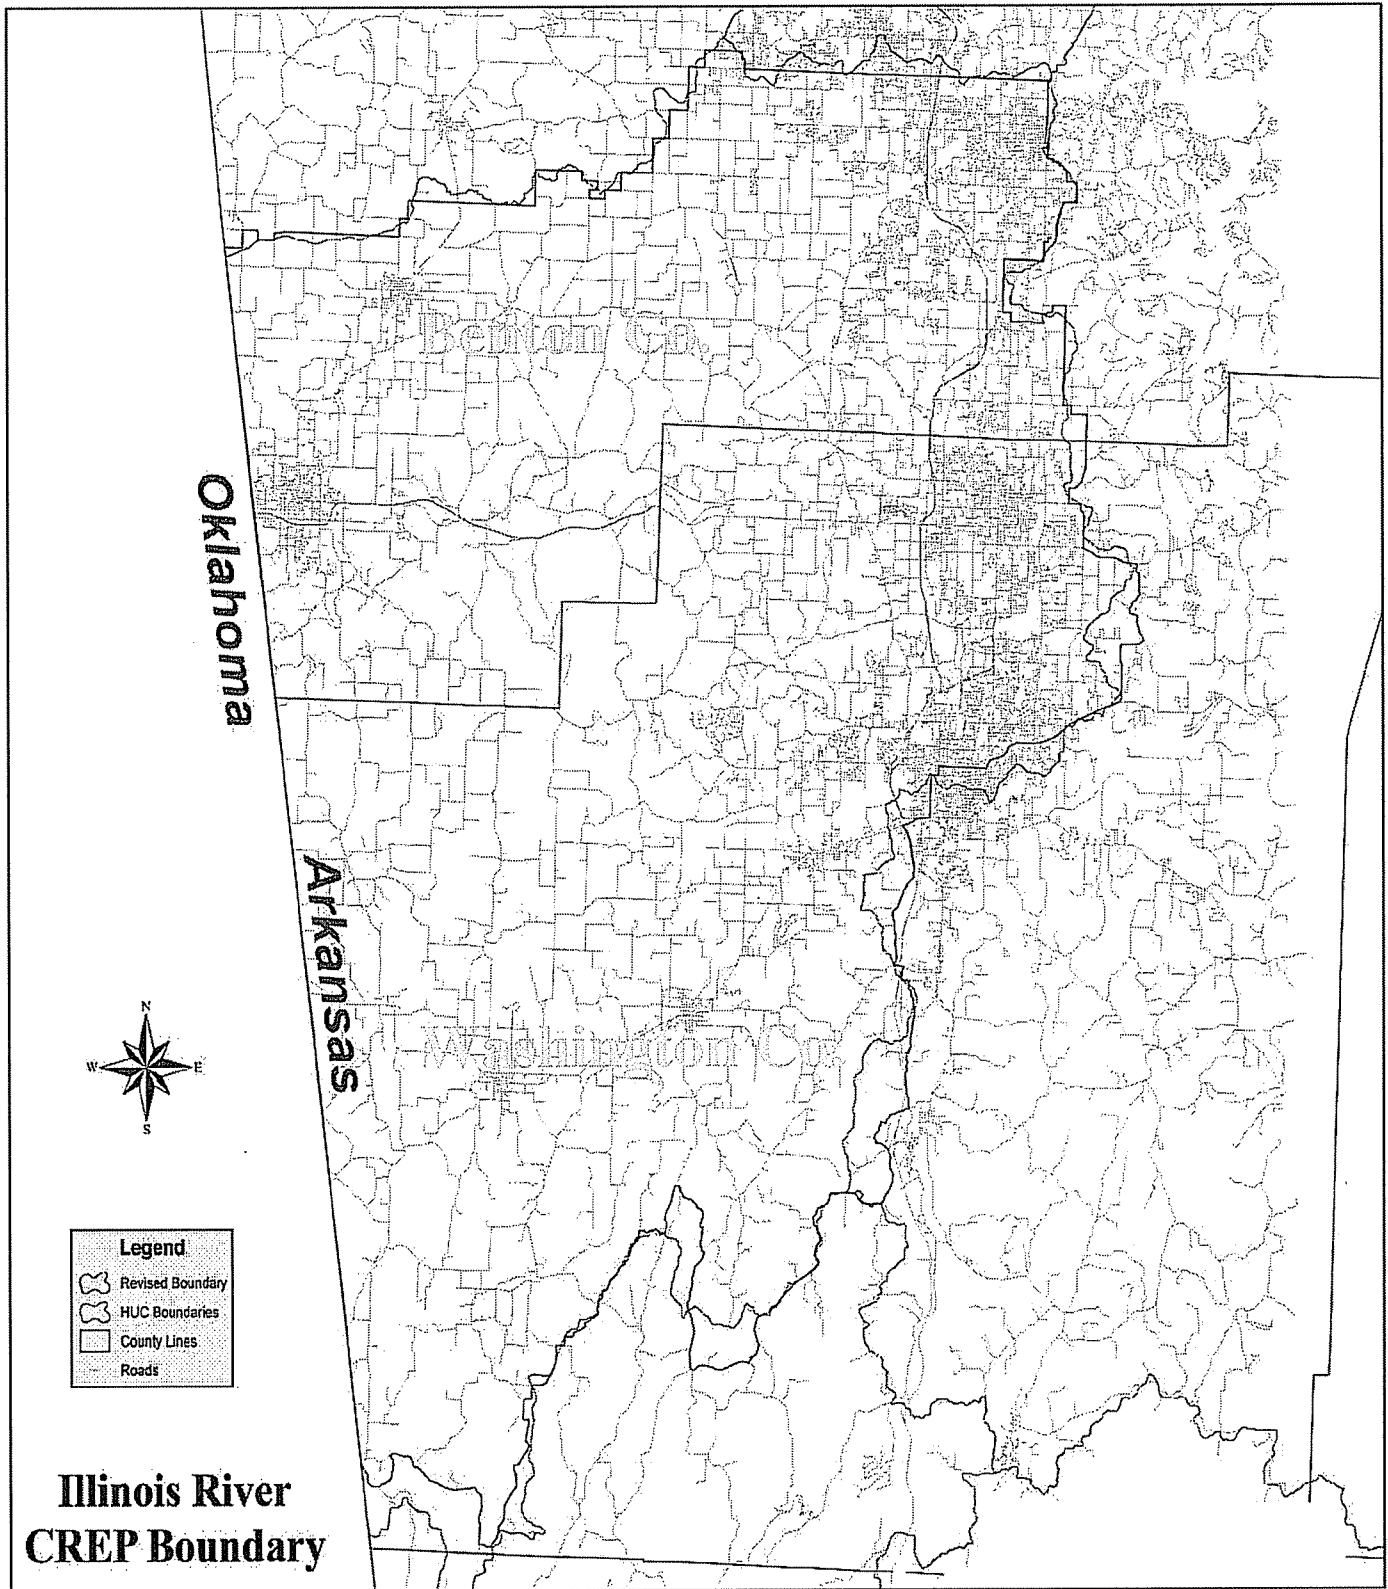 Benton Co.
Oklahoma
Arkansas
Washington Co.
N
W E
S
Legend
Revised Boundary
HUC Boundaries
County Lines
Roads
Illinois River
CREP Boundary